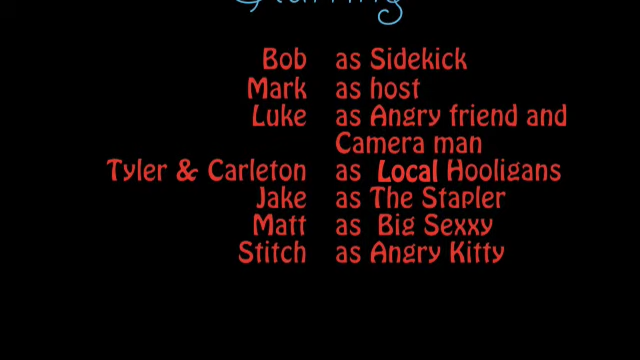 Starring
Bob as Sidekick
Mark as host
Luke as Angry friend and
Camera man
Tyler & Carleton as Local Hooligans
Jake as The Stapler
Matt as Big Sexxy
Stitch as Angry Kitty